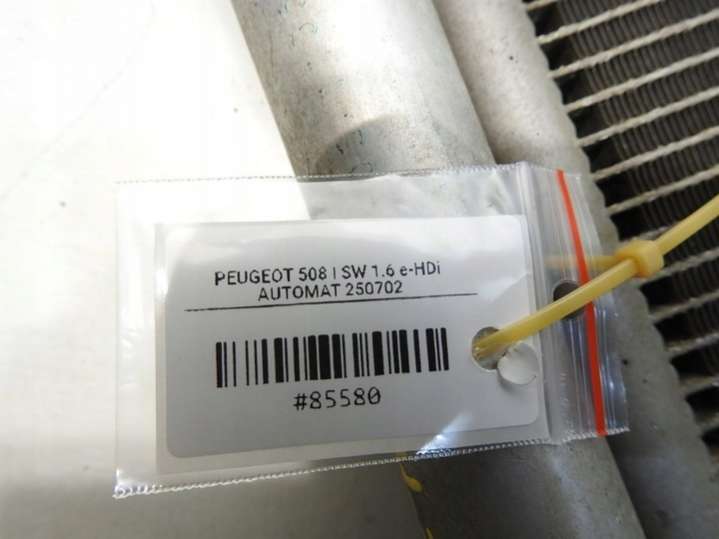 PEUGEOT 508 I SW 1.6 e-HDi
AUTOMAT 250702
#85580